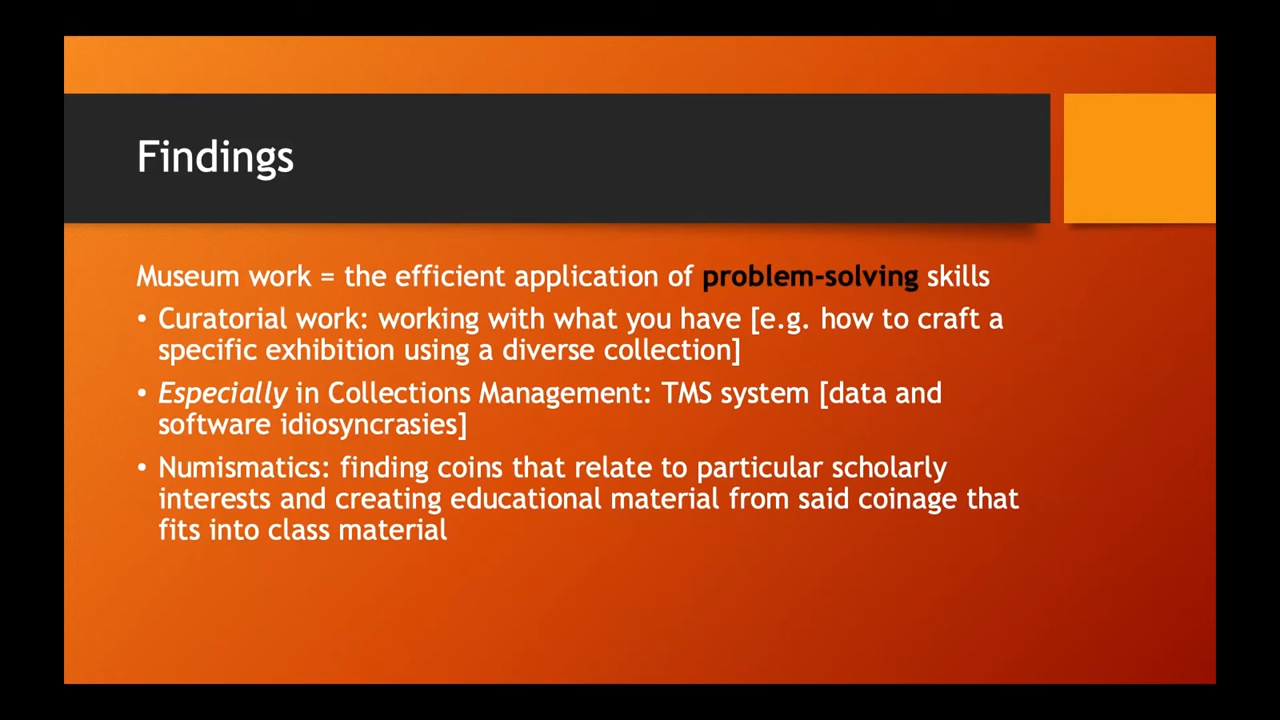 Findings
Museum work = the efficient application of problem-solving skills
• Curatorial work: working with what you have [e.g. how to craft a
specific exhibition using a diverse collection]
• Especially in Collections Management: TMS system [data and
software idiosyncrasies]
• Numismatics: finding coins that relate to particular scholarly
interests and creating educational material from said coinage that
fits into class material